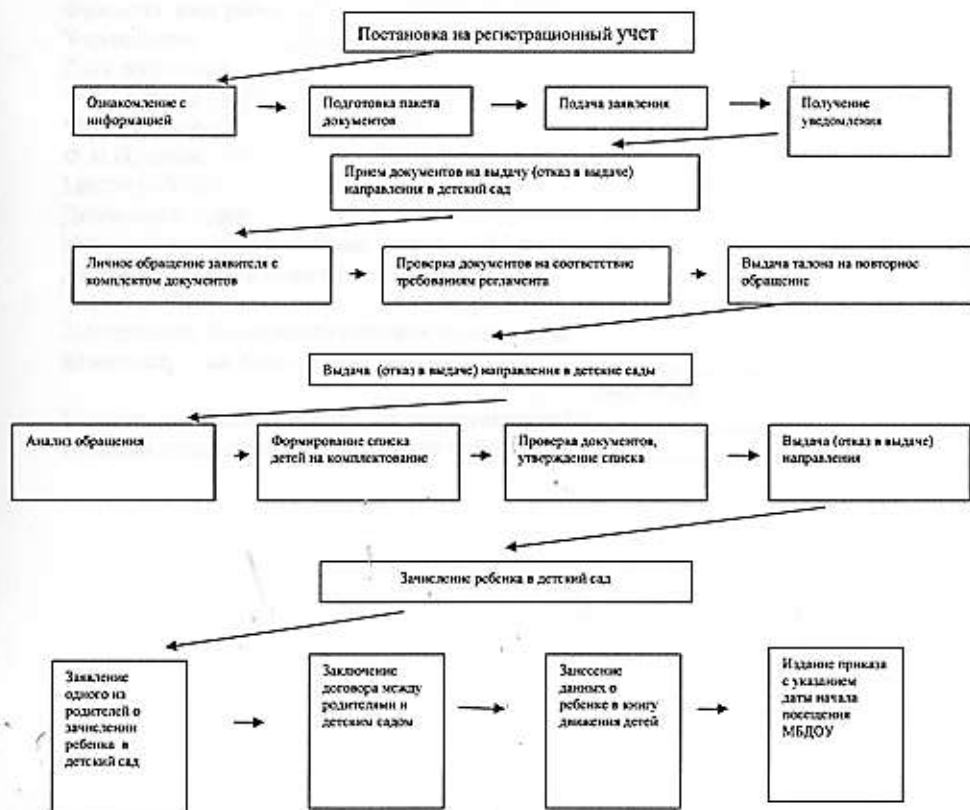 Постановка на регистрационный учет
Ознакомление с
информацией
Подготовка пакета
документов
Подача заявления
Получение
уведомления
Прием документов на выдачу (отказ в выдаче)
направления в детский сад
Личное обращение заявителя с
комплектом документов
Проверка документов на соответствие
требованиям регламента
Выдача талона на повторное
обращение
Выдача (отказ в выдаче) направления в детские сады
Анализ обращения
Формирование списка
детей на комплектование
Проверка документов,
утверждение списка
Выдача (отказ в выдаче)
направления
Зачисление ребенка в детский сад
Заявление
одного из
родителей о
зачислении
ребенка в
детский сад
Заключение
договора между
родителями и
детским садом
Занесение
данных о
ребенке в книгу
движения детей
Издание приказа
с указанием
даты начала
посещения
МБДОУ